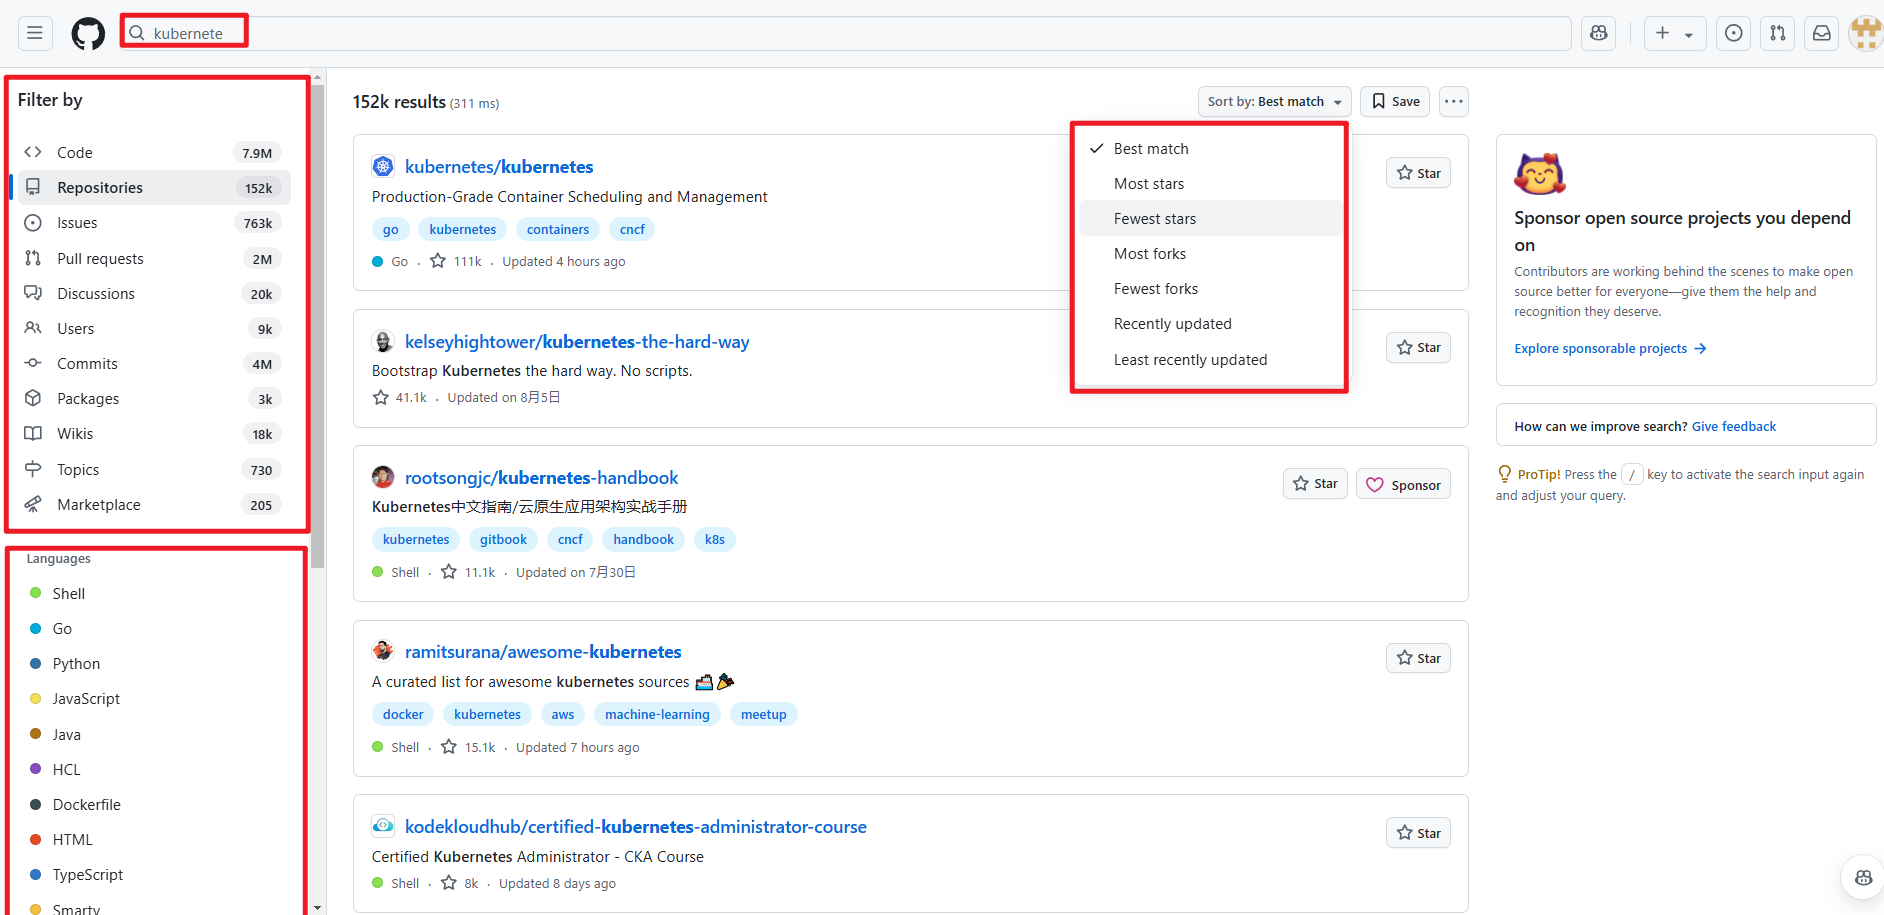 kubernete
Filter by
Code 7.9M
Repositories 152k
Issues 763k
Pull requests 2M
Discussions 20k
Users 9k
Commits 4M
Packages 3k
Wikis 18k
Topics 730
Marketplace 205
Languages
Shell
Go
Python
JavaScript
Java
HCL
Dockerfile
HTML
TypeScript
Smarty
152k results (311 ms)
Sort by: Best match
Save
Best match
Most stars
Fewest stars
Most forks
Fewest forks
Recently updated
Least recently updated
kubernetes/kubernetes
Star
Production-Grade Container Scheduling and Management
go kubernetes containers cncf
Go · 111k · Updated 4 hours ago
kelseyhightower/kubernetes-the-hard-way
Star
Bootstrap Kubernetes the hard way. No scripts.
41.1k · Updated on 8月5日
rootsongjc/kubernetes-handbook
Star Sponsor
Kubernetes中文指南/云原生应用架构实战手册
kubernetes gitbook cncf handbook k8s
Shell · 11.1k · Updated on 7月30日
ramitsurana/awesome-kubernetes
Star
A curated list for awesome kubernetes sources
docker kubernetes aws machine-learning meetup
Shell · 15.1k · Updated 7 hours ago
kodekloudhub/certified-kubernetes-administrator-course
Star
Certified Kubernetes Administrator - CKA Course
Shell · 8k · Updated 8 days ago
Sponsor open source projects you depend
on
Contributors are working behind the scenes to make open
source better for everyone—give them the help and
recognition they deserve.
Explore sponsorable projects →
How can we improve search? Give feedback
ProTip! Press the / key to activate the search input again
and adjust your query.